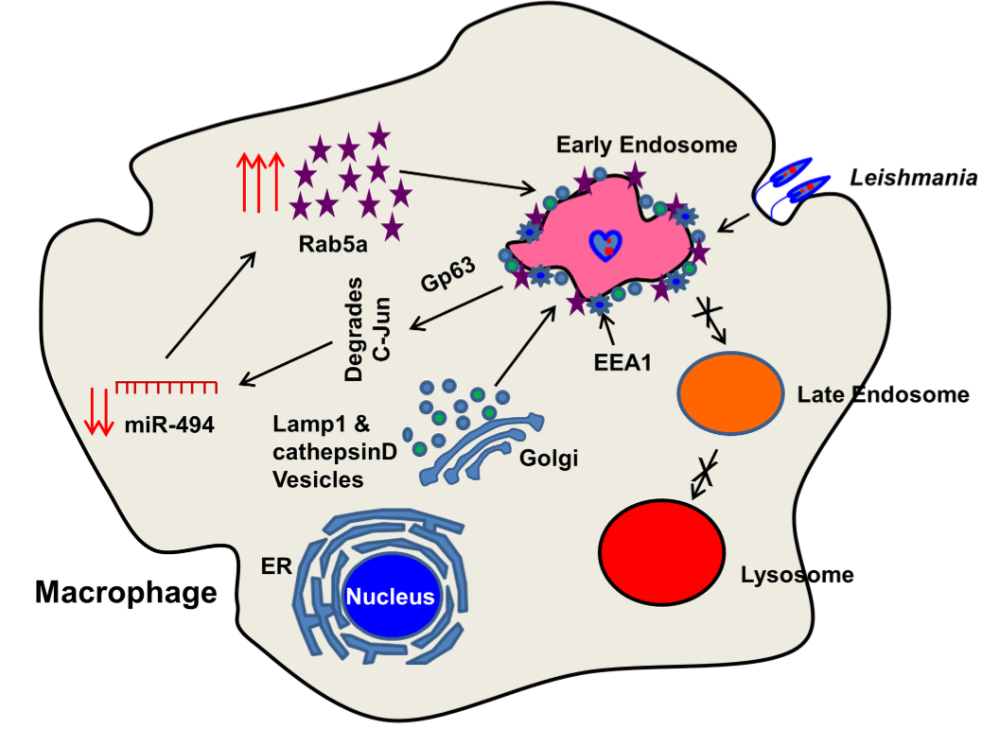 Early Endosome
Leishmania
Rab5a
Gp63
Degrades
C-Jun
EEA1
Late Endosome
miR-494
Lamp1 &
cathepsinD
Vesicles
Golgi
ER
Nucleus
Lysosome
Macrophage